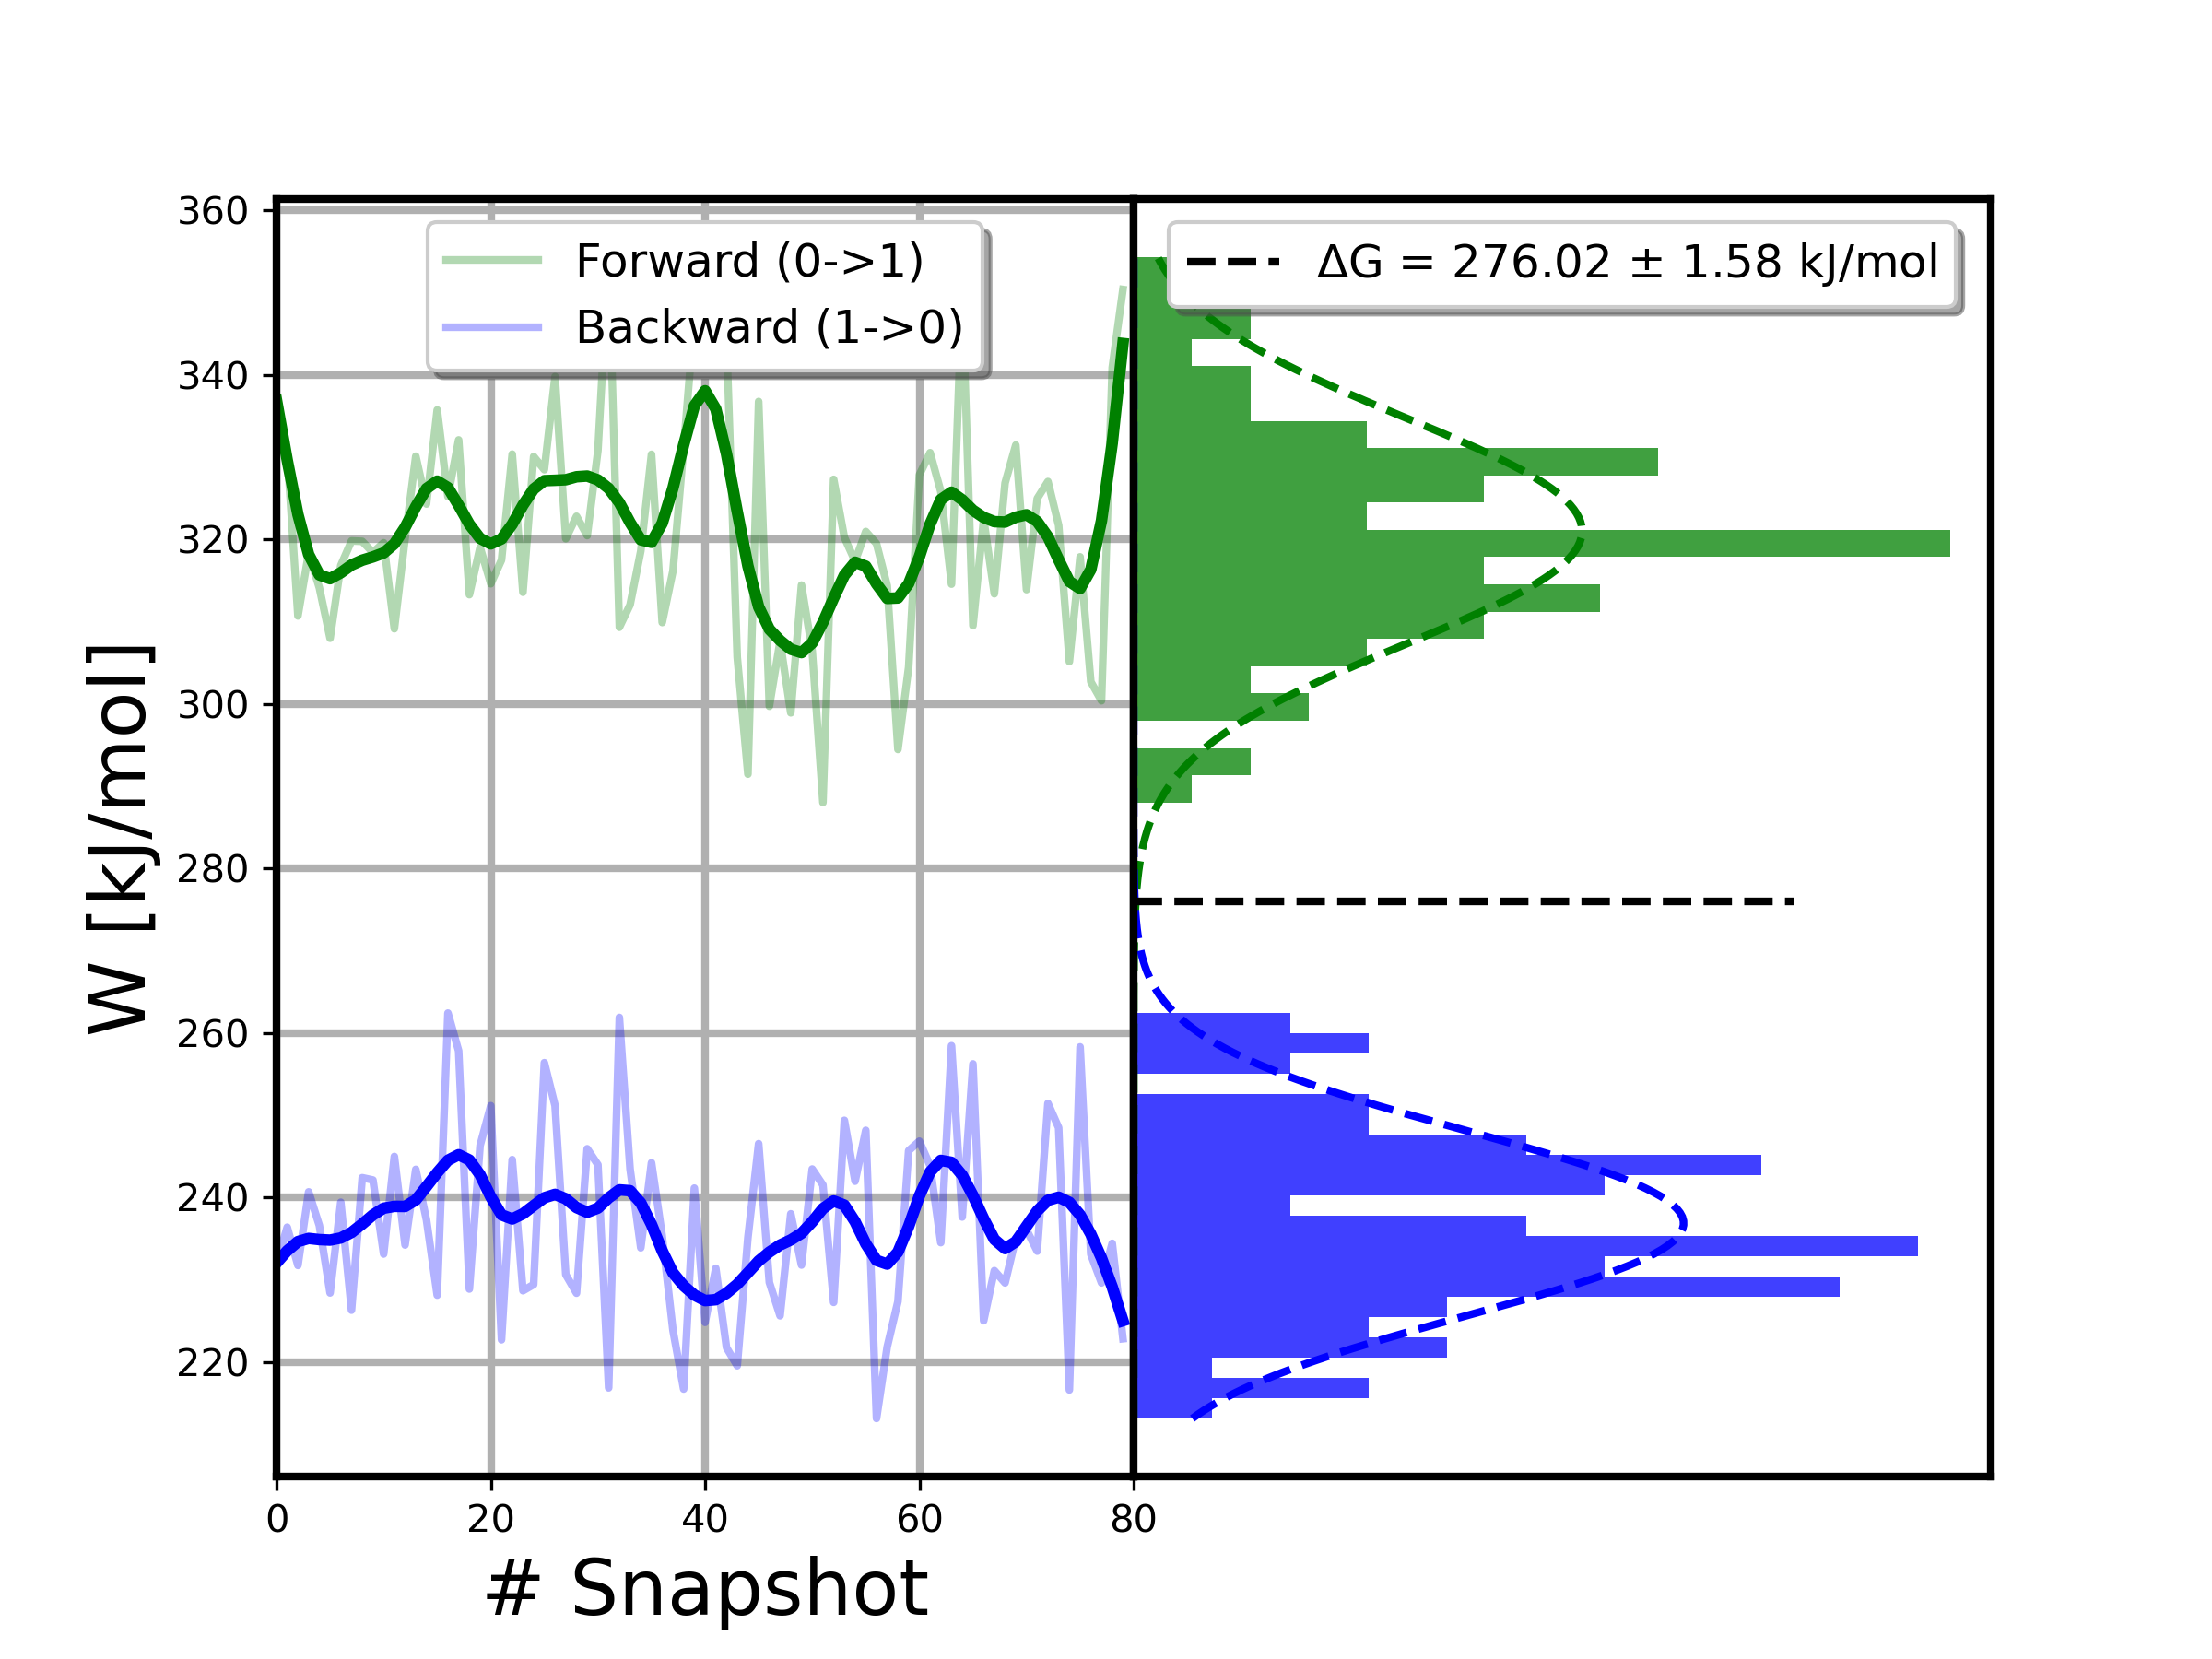 Forward (0->1)
Backward (1->0)
ΔG = 276.02 ± 1.58 kJ/mol
W [kJ/mol]
360
340
320
300
280
260
240
220
0 20 40 60 80
# Snapshot